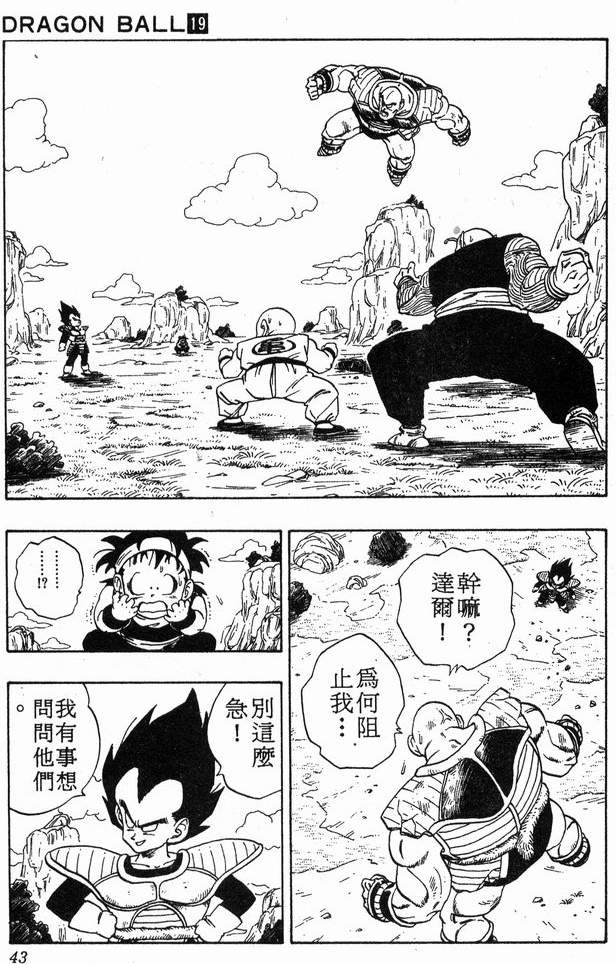 DRAGON BALL 19
幹嘛？
達爾！
爲何阻
止我…
………
………
!?
別這麼
急！
我有事想
問問他們
。
43